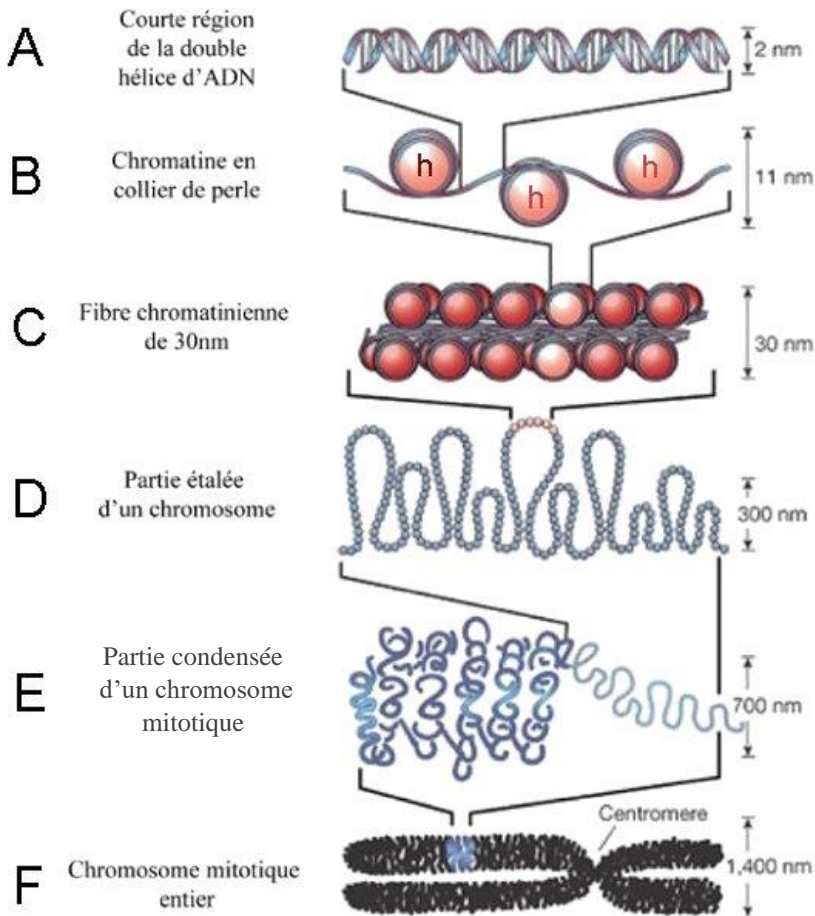 A
Courte région
de la double
hélice d'ADN
2 nm
B
Chromatine en
collier de perle
h
h
h
11 nm
C
Fibre chromatinienne
de 30nm
30 nm
D
Partie étalée
d'un chromosome
300 nm
E
Partie condensée
d'un chromosome
mitotique
700 nm
Centromere
F
Chromosome mitotique
entier
1,400 nm